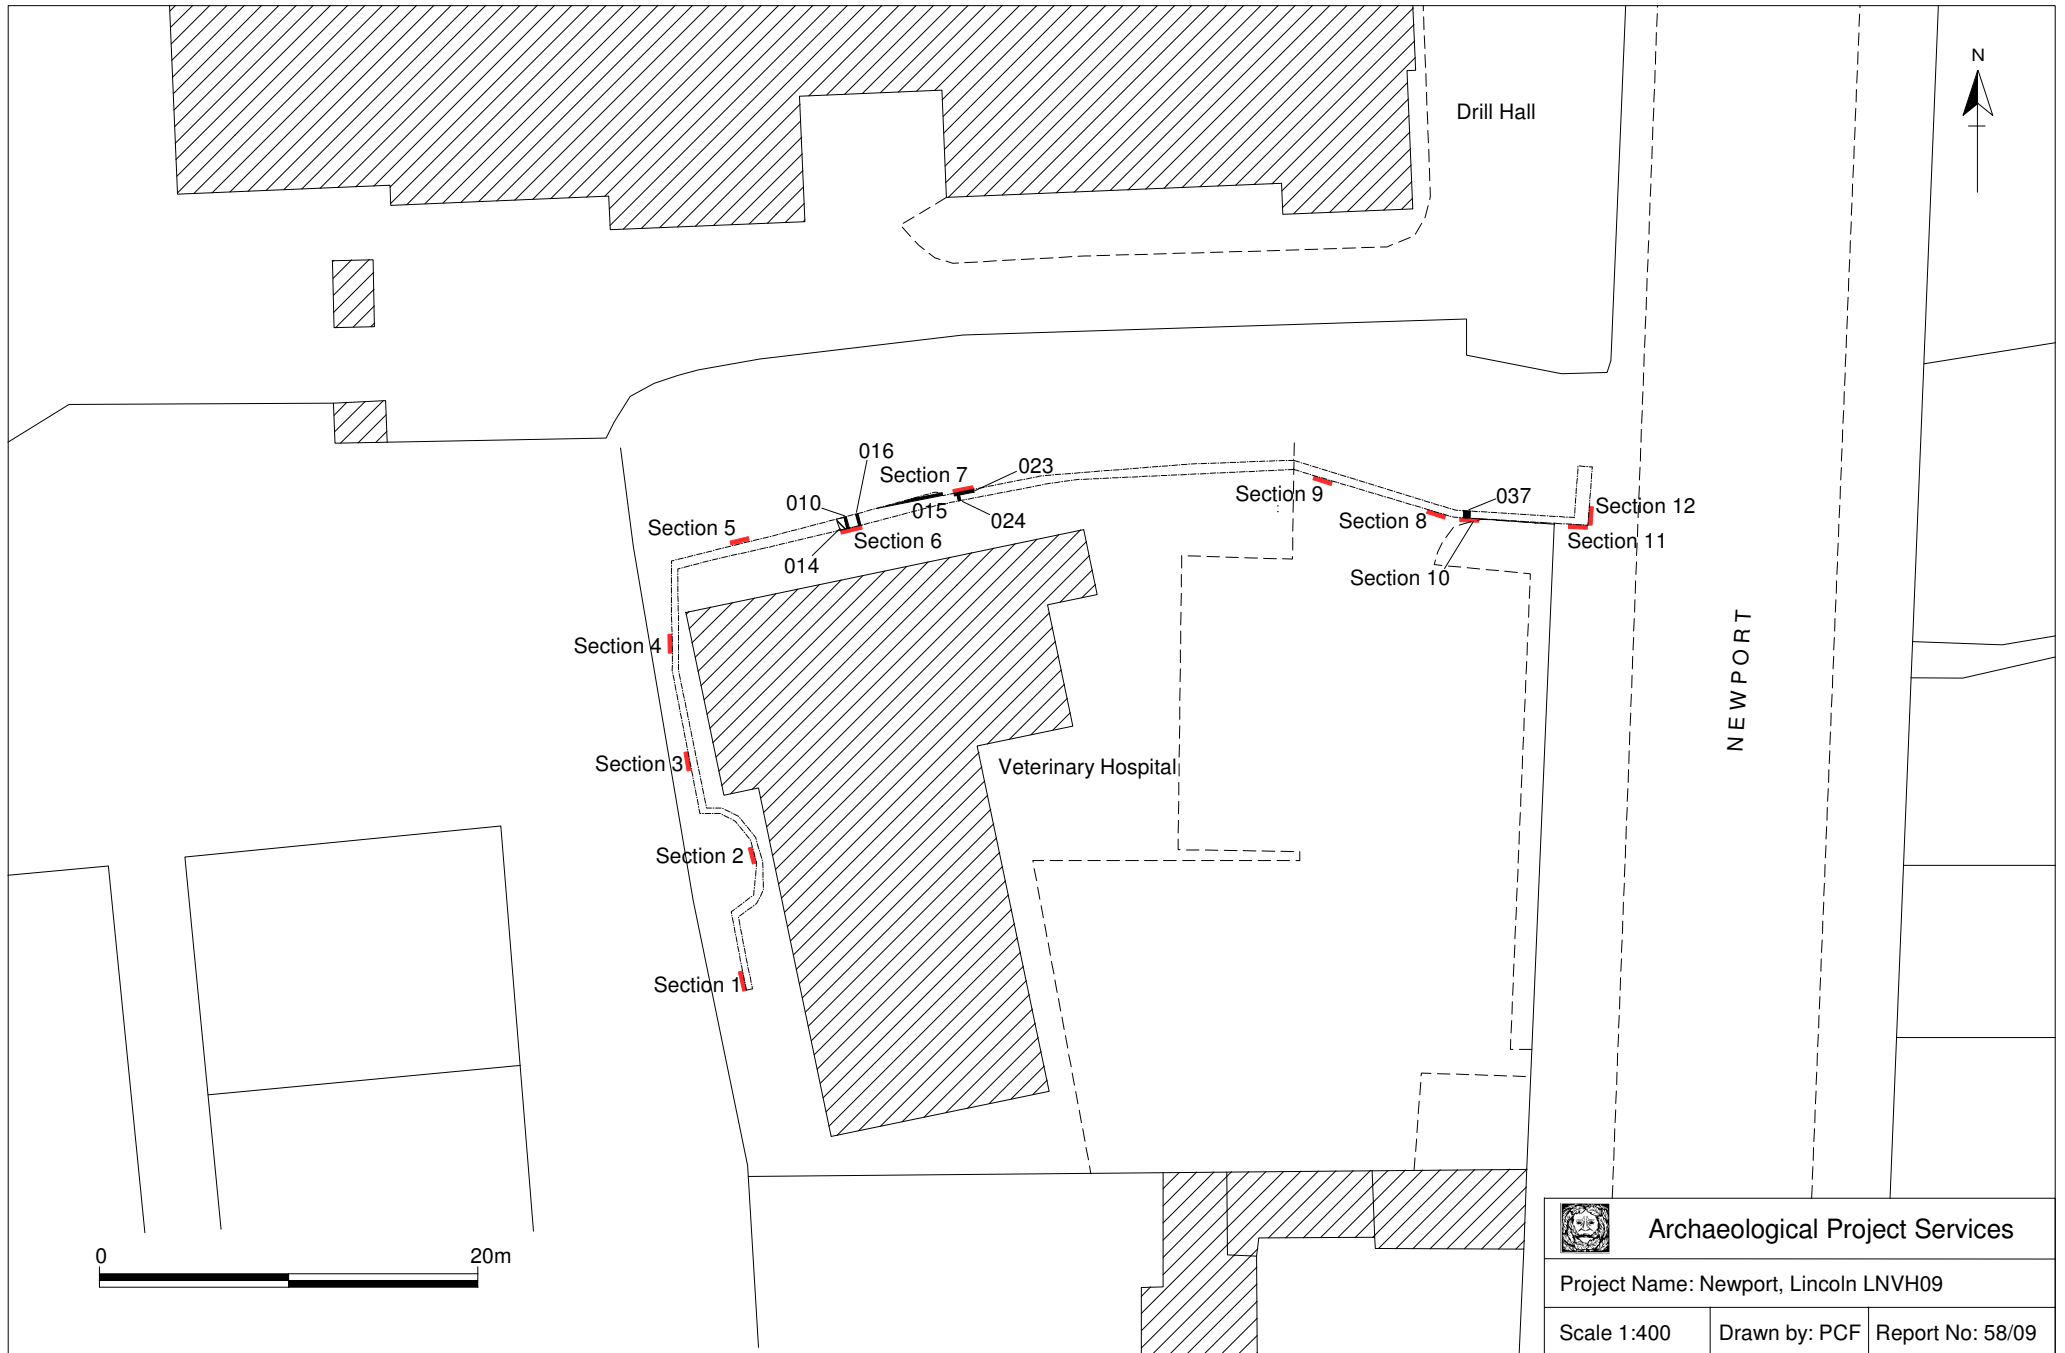 N
Drill Hall
016
Section 7
023
010
015
024
Section 5
Section 6
014
Section 9
037
Section 8
Section 12
Section 11
Section 10
Section 4
NEWPORT
Section 3
Veterinary Hospital
Section 2
Section 1
0 20m
Archaeological Project Services
Project Name: Newport, Lincoln LNVH09
Scale 1:400
Drawn by: PCF
Report No: 58/09